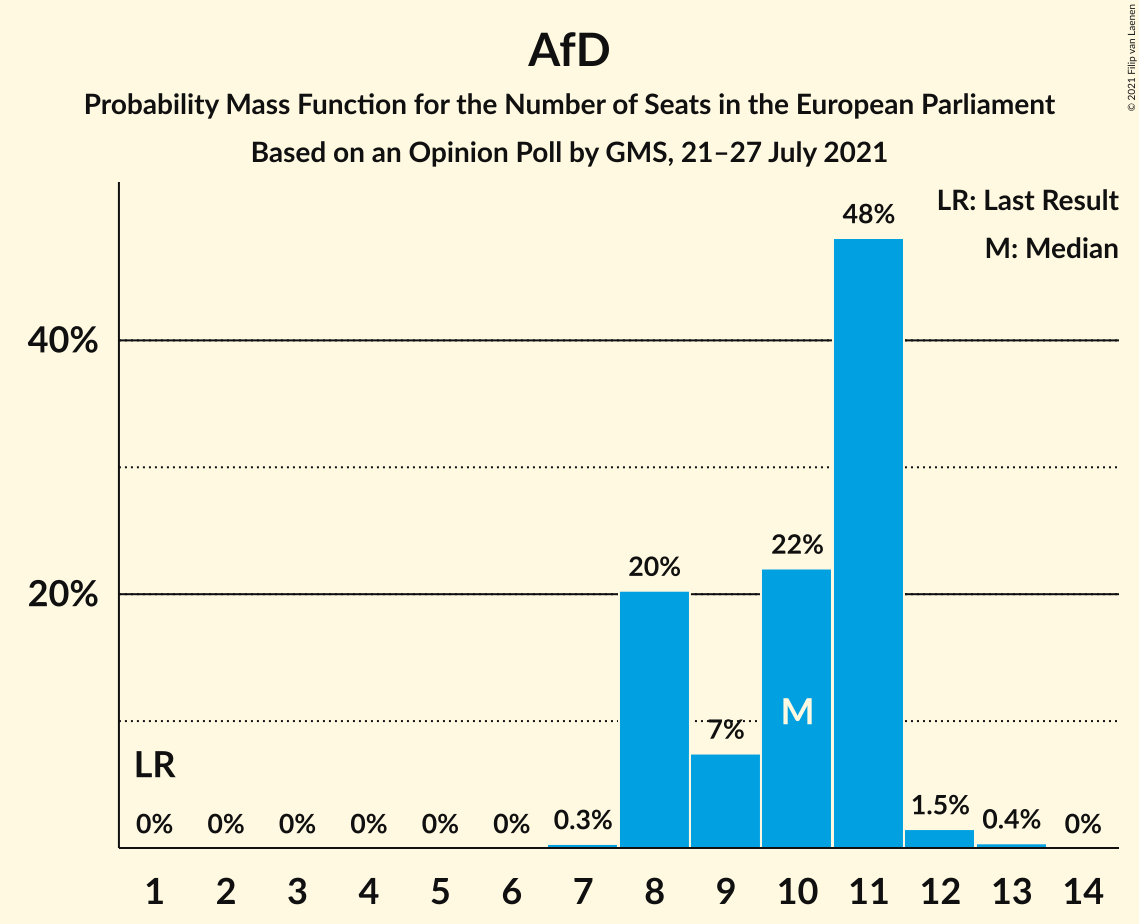 AfD
Probability Mass Function for the Number of Seats in the European Parliament
Based on an Opinion Poll by GMS, 21–27 July 2021
© 2021 Filip van Laenen
LR: Last Result
M: Median
48%
40%
22%
20%
20%
M
7%
LR
0%
0%
0%
0%
0%
0%
0.3%
1.5%
0.4%
0%
1 2 3 4 5 6 7 8 9 10 11 12 13 14